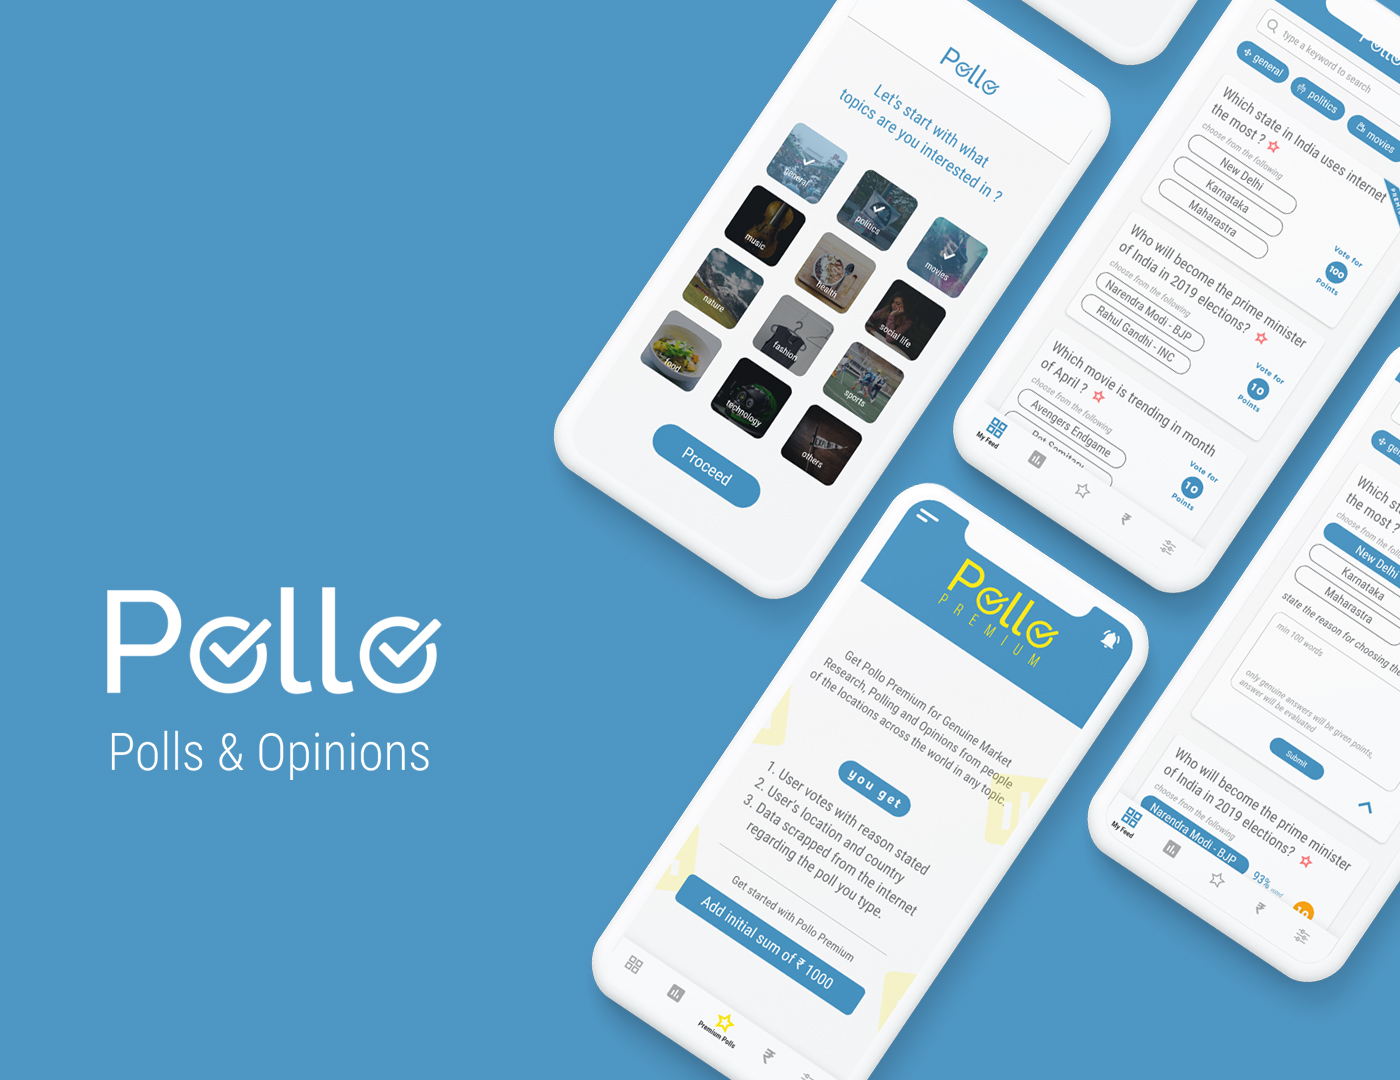 Pollo
Polls & Opinions
Pollo
Let's start with what
topics are you interested in ?
general
politics
movies
music
health
social life
nature
fashion
sports
food
technology
others
Proceed
Pollo
type a keyword to search
general
politics
movies
Which state in India uses internet
the most ?
choose from the following
New Delhi
Karnataka
Maharastra
Vote for
100
Points
Who will become the prime minister
of India in 2019 elections?
choose from the following
Narendra Modi - BJP
Rahul Gandhi - INC
Vote for
10
Points
Which movie is trending in month
of April ?
choose from the following
Avengers Endgame
Vote for
10
Points
My Feed
Pollo
PREMIUM
Get Pollo Premium for Genuine Market
Research, Polling and Opinions from people
of the locations across the world in any topic.
you get
1. User votes with reason stated
2. User's location and country
3. Data scrapped from the internet
regarding the poll you type.
Get started with Pollo Premium
Add initial sum of ₹ 1000
Premium Polls
Which
the most ?
choose from the
New Delhi
Karnataka
Maharastra
state the reason for choosing the
min 100 words
only genuine answers will be given points,
answer will be evaluated
Submit
Who will become the prime minister
of India in 2019 elections?
choose from the following
Narendra Modi - BJP
93%
10
My Feed